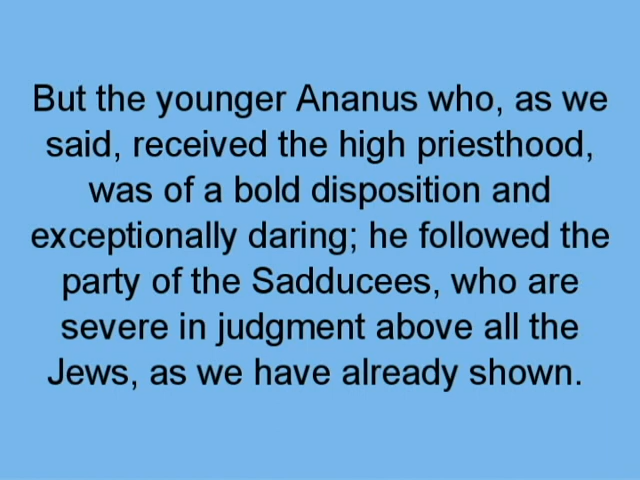 But the younger Ananus who, as we
said, received the high priesthood,
was of a bold disposition and
exceptionally daring; he followed the
party of the Sadducees, who are
severe in judgment above all the
Jews, as we have already shown.